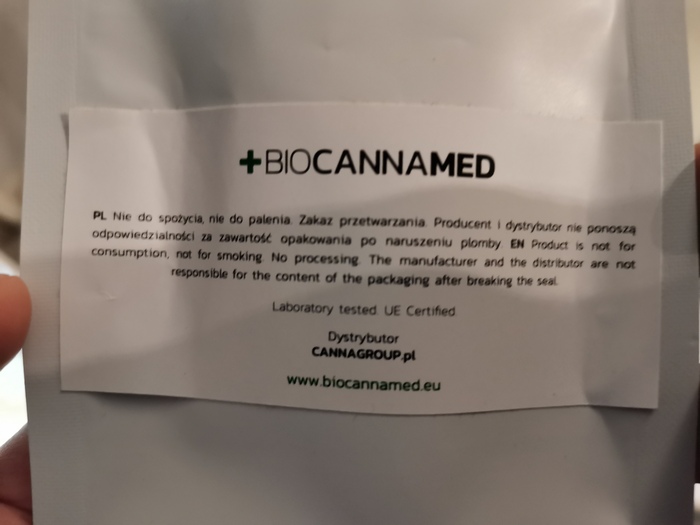 +BIOCANNAMED
PL Nie do spożycia, nie do palenia. Zakaz przetwarzania. Producent i dystrybutor nie ponoszą
odpowiedzialności za zawartość opakowania po naruszeniu plomby. EN Product is not for
consumption, not for smoking. No processing. The manufacturer and the distributor are not
responsible for the content of the packaging after breaking the seal.
Laboratory tested. UE Certified.
Dystrybutor
CANNAGROUP.pl
www.biocannamed.eu